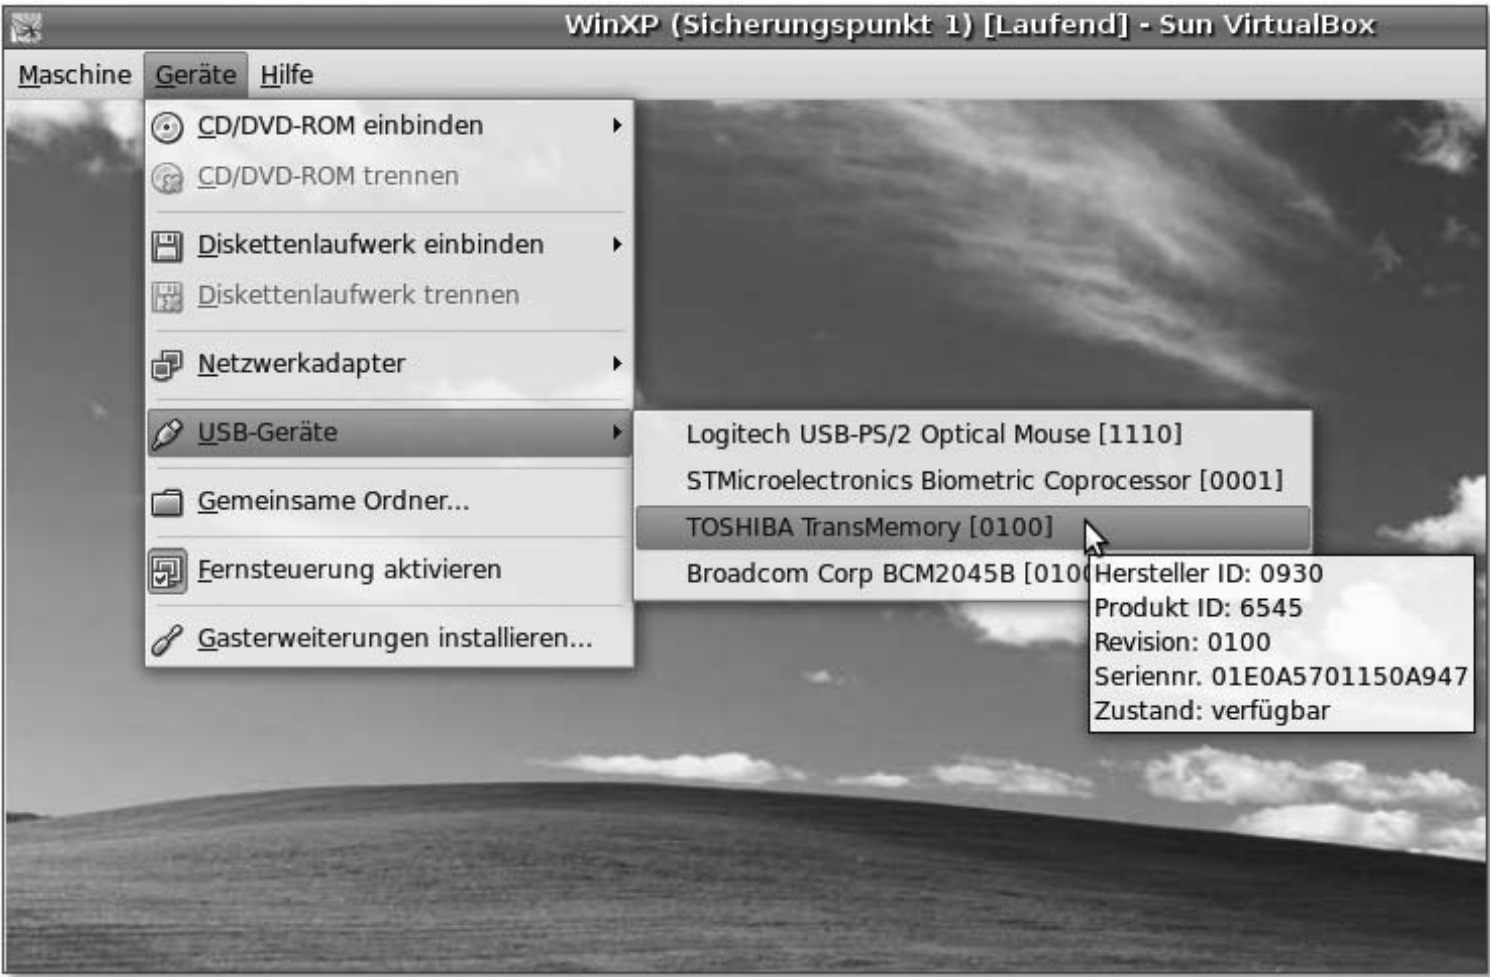 WinXP (Sicherungspunkt 1) [Laufend] - Sun VirtualBox
Maschine Geräte Hilfe
CD/DVD-ROM einbinden
CD/DVD-ROM trennen
Diskettenlaufwerk einbinden
Diskettenlaufwerk trennen
Netzwerkadapter
USB-Geräte
Logitech USB-PS/2 Optical Mouse [1110]
STMicroelectronics Biometric Coprocessor [0001]
TOSHIBA TransMemory [0100]
Broadcom Corp BCM2045B [010
Gemeinsame Ordner...
Fernsteuerung aktivieren
Gasterweiterungen installieren...
Hersteller ID: 0930
Produkt ID: 6545
Revision: 0100
Seriennr. 01E0A5701150A947
Zustand: verfügbar